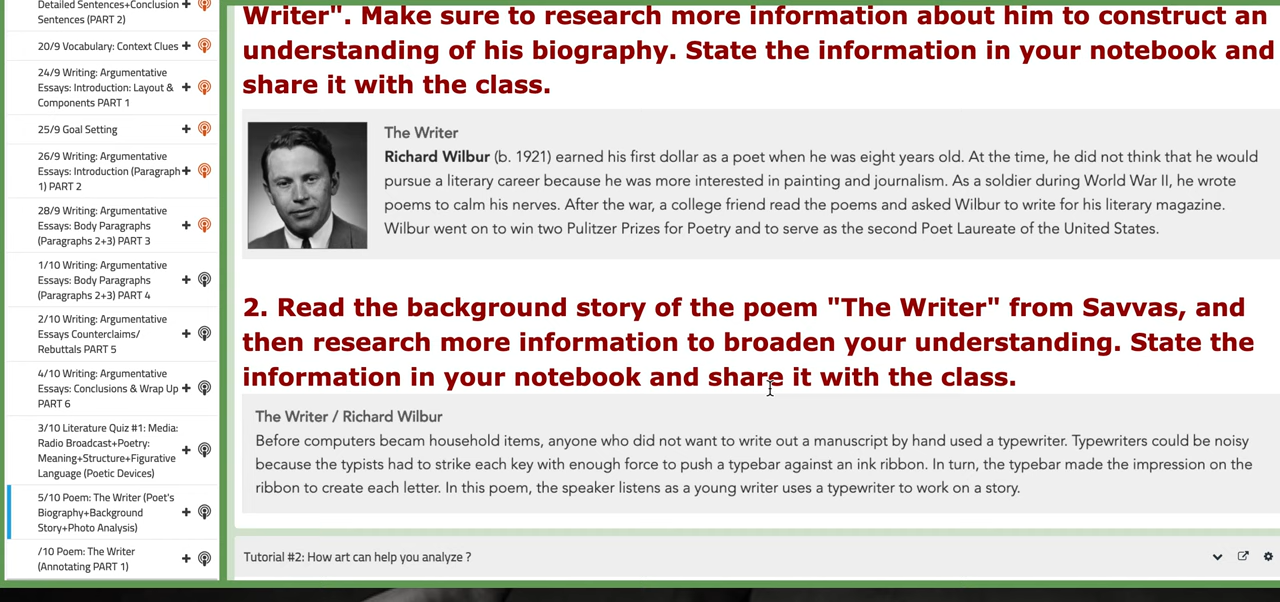 Detailed Sentences+Conclusion
Sentences (PART 2)
20/9 Vocabulary: Context Clues
24/9 Writing: Argumentative
Essays: Introduction: Layout &
Components PART 1
25/9 Goal Setting
26/9 Writing: Argumentative
Essays: Introduction (Paragraph
1) PART 2
28/9 Writing: Argumentative
Essays: Body Paragraphs
(Paragraphs 2+3) PART 3
1/10 Writing: Argumentative
Essays: Body Paragraphs
(Paragraphs 2+3) PART 4
2/10 Writing: Argumentative
Essays Counterclaims/
Rebuttals PART 5
4/10 Writing: Argumentative
Essays: Conclusions & Wrap Up
PART 6
3/10 Literature Quiz #1: Media:
Radio Broadcast+Poetry:
Meaning+Structure+Figurative
Language (Poetic Devices)
5/10 Poem: The Writer (Poet's
Biography+Background
Story+Photo Analysis)
/10 Poem: The Writer
(Annotating PART 1)
Writer". Make sure to research more information about him to construct an
understanding of his biography. State the information in your notebook and
share it with the class.
The Writer
Richard Wilbur (b. 1921) earned his first dollar as a poet when he was eight years old. At the time, he did not think that he would
pursue a literary career because he was more interested in painting and journalism. As a soldier during World War II, he wrote
poems to calm his nerves. After the war, a college friend read the poems and asked Wilbur to write for his literary magazine.
Wilbur went on to win two Pulitzer Prizes for Poetry and to serve as the second Poet Laureate of the United States.
2. Read the background story of the poem "The Writer" from Savvas, and
then research more information to broaden your understanding. State the
information in your notebook and share it with the class.
The Writer / Richard Wilbur
Before computers becam household items, anyone who did not want to write out a manuscript by hand used a typewriter. Typewriters could be noisy
because the typists had to strike each key with enough force to push a typebar against an ink ribbon. In turn, the typebar made the impression on the
ribbon to create each letter. In this poem, the speaker listens as a young writer uses a typewriter to work on a story.
Tutorial #2: How art can help you analyze ?